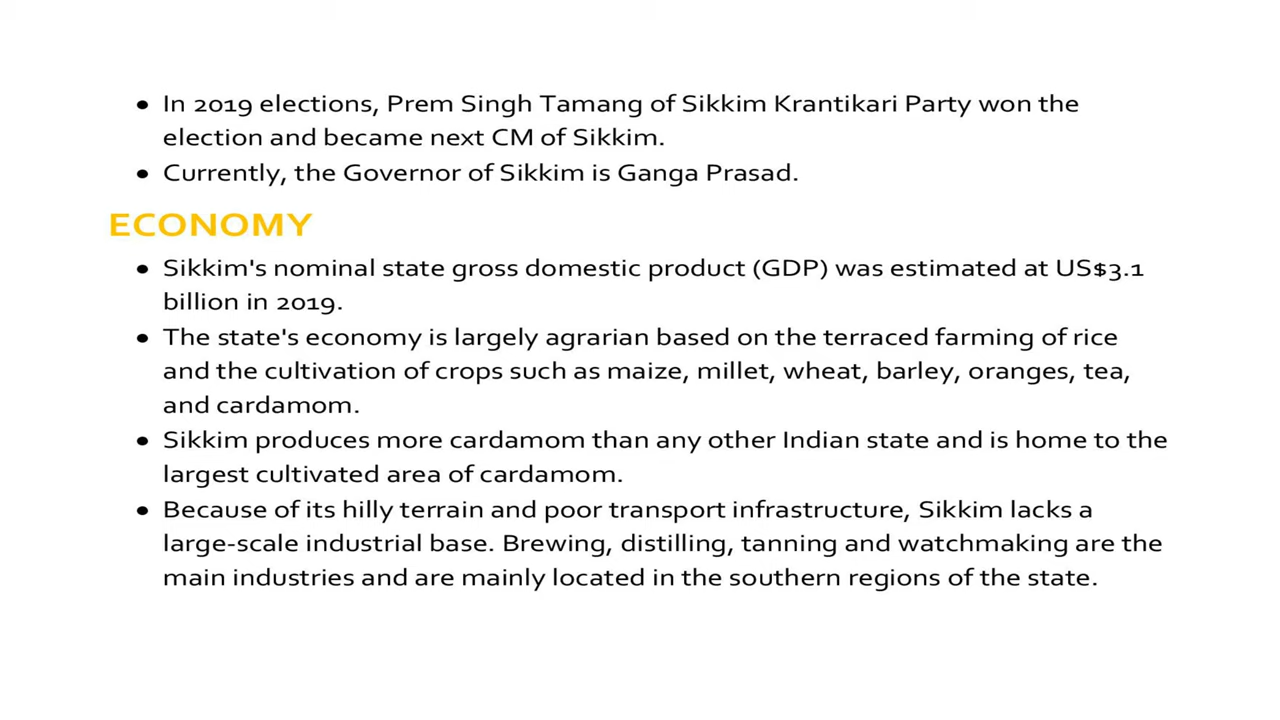 • In 2019 elections, Prem Singh Tamang of Sikkim Krantikari Party won the
election and became next CM of Sikkim.
• Currently, the Governor of Sikkim is Ganga Prasad.
ECONOMY
• Sikkim's nominal state gross domestic product (GDP) was estimated at US$3.1
billion in 2019.
• The state's economy is largely agrarian based on the terraced farming of rice
and the cultivation of crops such as maize, millet, wheat, barley, oranges, tea,
and cardamom.
• Sikkim produces more cardamom than any other Indian state and is home to the
largest cultivated area of cardamom.
• Because of its hilly terrain and poor transport infrastructure, Sikkim lacks a
large-scale industrial base. Brewing, distilling, tanning and watchmaking are the
main industries and are mainly located in the southern regions of the state.